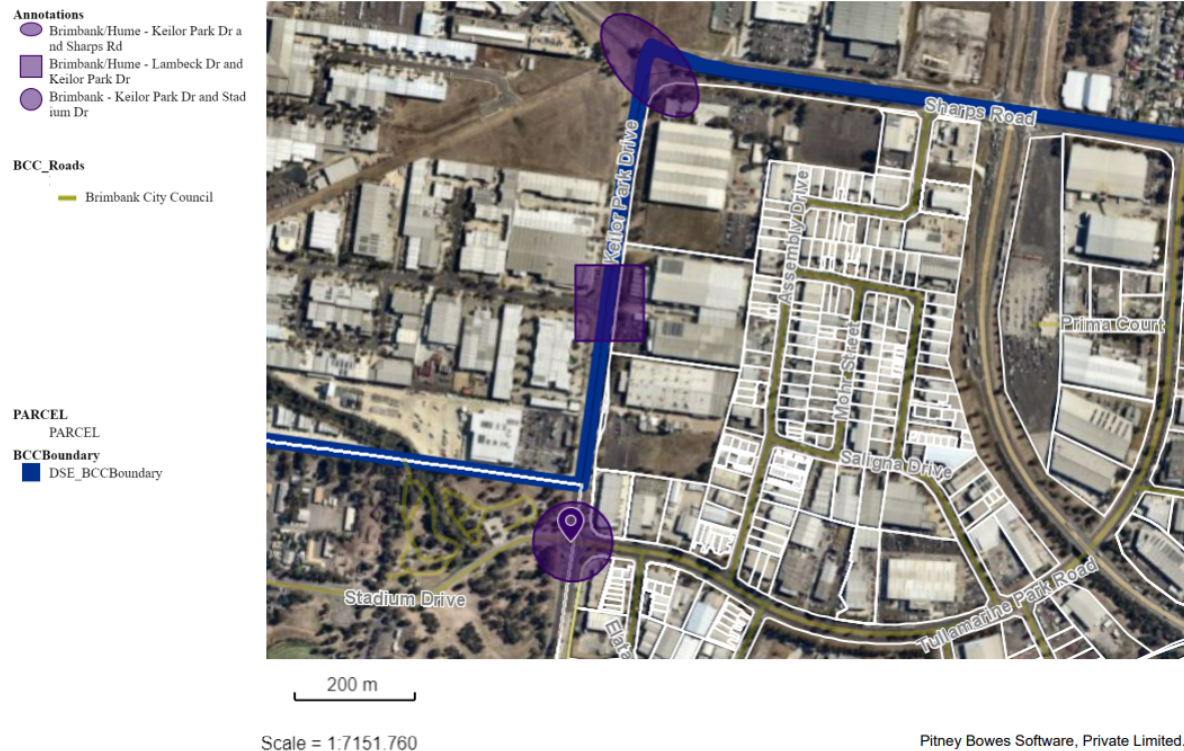 Annotations
Brimbank/Hume - Keilor Park Dr a
nd Sharps Rd
Brimbank/Hume - Lambeck Dr and
Keilor Park Dr
Brimbank - Keilor Park Dr and Stad
ium Dr
BCC_Roads
Brimbank City Council
PARCEL
PARCEL
BCCBoundary
DSE_BCCBoundary
Sharps Road
Keilor Park Drive
Assembly Drive
Mohr Street
Prima Court
Saligna Drive
Stadium Drive
Tullamarine Park Road
200 m
Scale = 1:7151.760
Pitney Bowes Software, Private Limited.